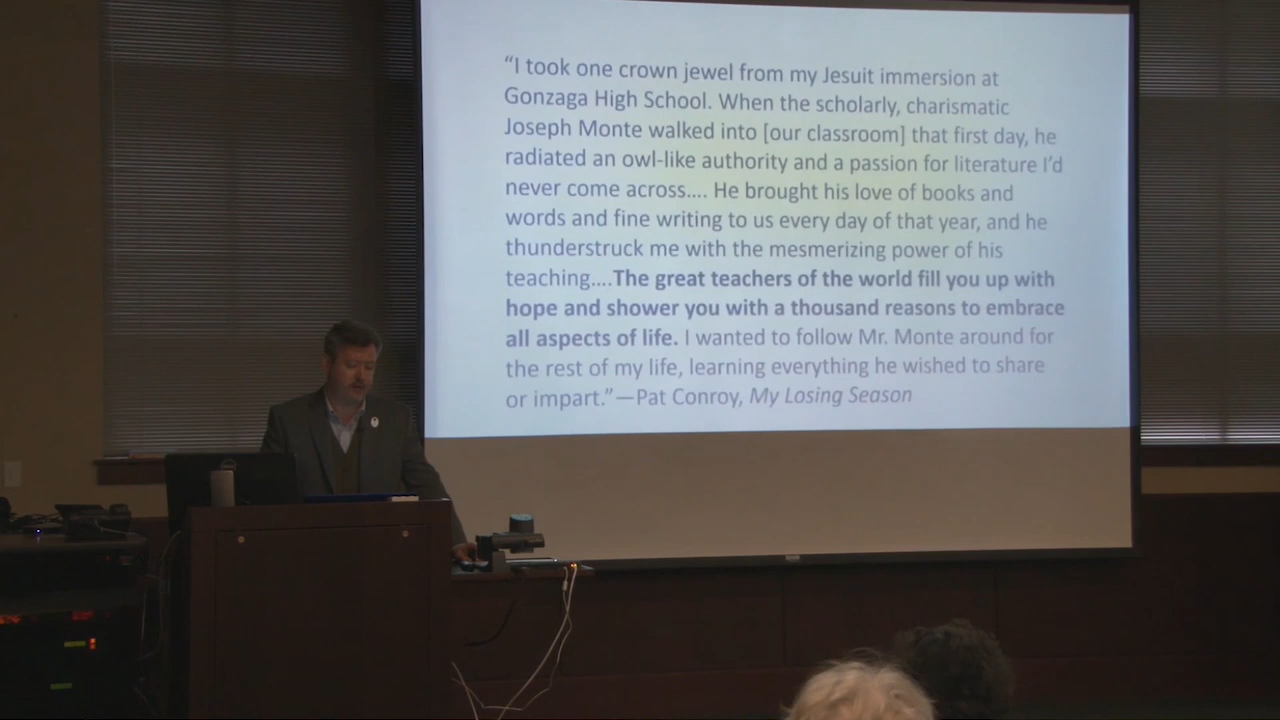 “I took one crown jewel from my Jesuit immersion at
Gonzaga High School. When the scholarly, charismatic
Joseph Monte walked into [our classroom] that first day, he
radiated an owl-like authority and a passion for literature I’d
never come across.... He brought his love of books and
words and fine writing to us every day of that year, and he
thunderstruck me with the mesmerizing power of his
teaching....The great teachers of the world fill you up with
hope and shower you with a thousand reasons to embrace
all aspects of life. I wanted to follow Mr. Monte around for
the rest of my life, learning everything he wished to share
or impart.”—Pat Conroy, My Losing Season